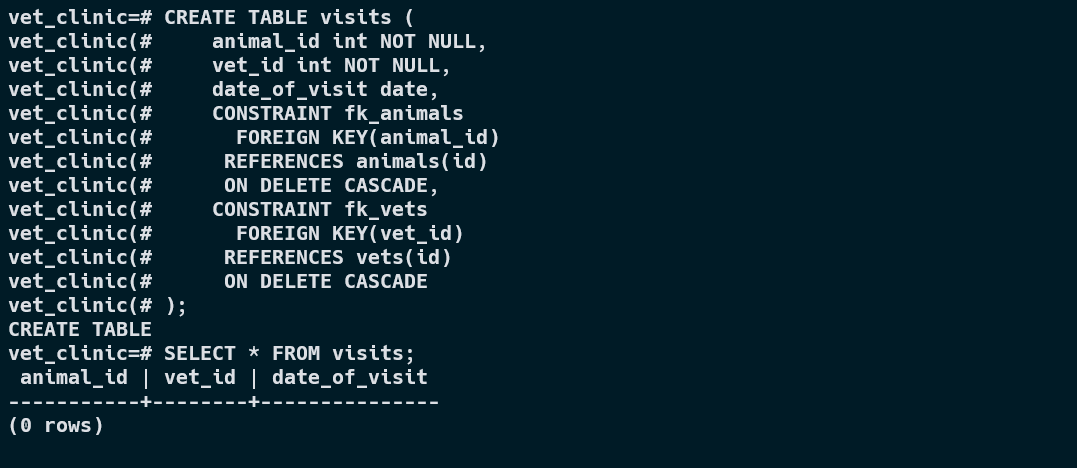 vet_clinic=# CREATE TABLE visits (
vet_clinic(#     animal_id int NOT NULL,
vet_clinic(#     vet_id int NOT NULL,
vet_clinic(#     date_of_visit date,
vet_clinic(#     CONSTRAINT fk_animals
vet_clinic(#       FOREIGN KEY(animal_id)
vet_clinic(#      REFERENCES animals(id)
vet_clinic(#      ON DELETE CASCADE,
vet_clinic(#     CONSTRAINT fk_vets
vet_clinic(#       FOREIGN KEY(vet_id)
vet_clinic(#      REFERENCES vets(id)
vet_clinic(#      ON DELETE CASCADE
vet_clinic(# );
CREATE TABLE
vet_clinic=# SELECT * FROM visits;
 animal_id | vet_id | date_of_visit
-----------+--------+---------------
(0 rows)